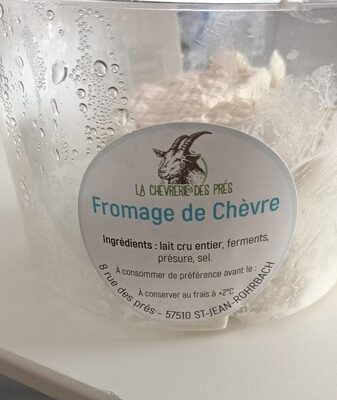 LA CHÈVRERIE DES PRÉS
Fromage de Chèvre
Ingrédients : lait cru entier, ferments,
présure, sel.
À consommer de préférence avant le :
À conserver au frais à +2°C
8 rue des prés - 57510 ST-JEAN-ROHRBACH